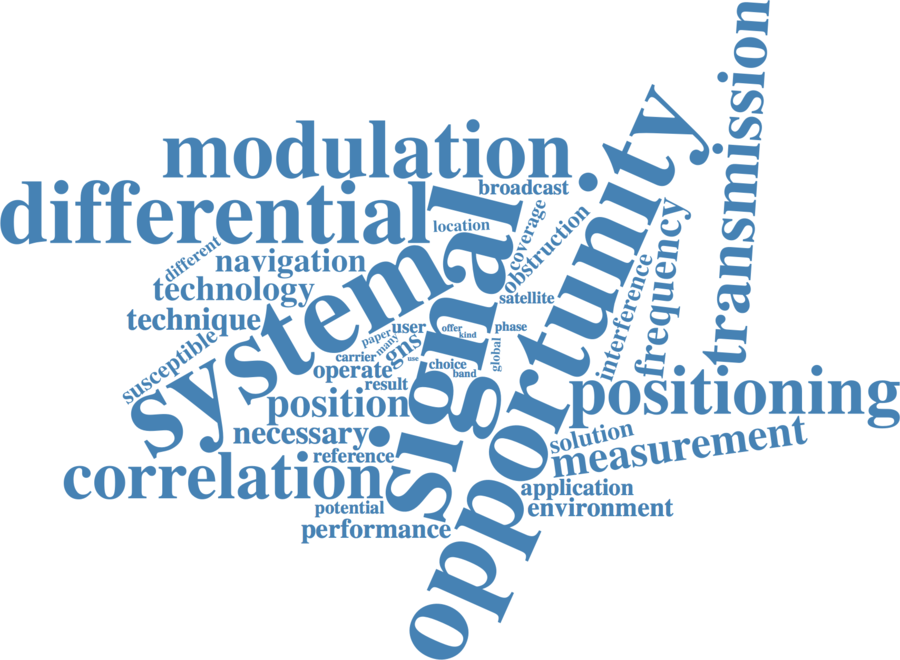 transmission
opportunity
modulation
differential
broadcast
signal
location
coverage
obstruction
different
navigation
systems
technology
technique
satellite
frequency
interference
susceptible
user
offer
kind
phase
paper
many
gns
use
carrier
global
operate
choice
band
result
positioning
position
necessary
reference
solution
measurement
correlation
application
potential
environment
performance